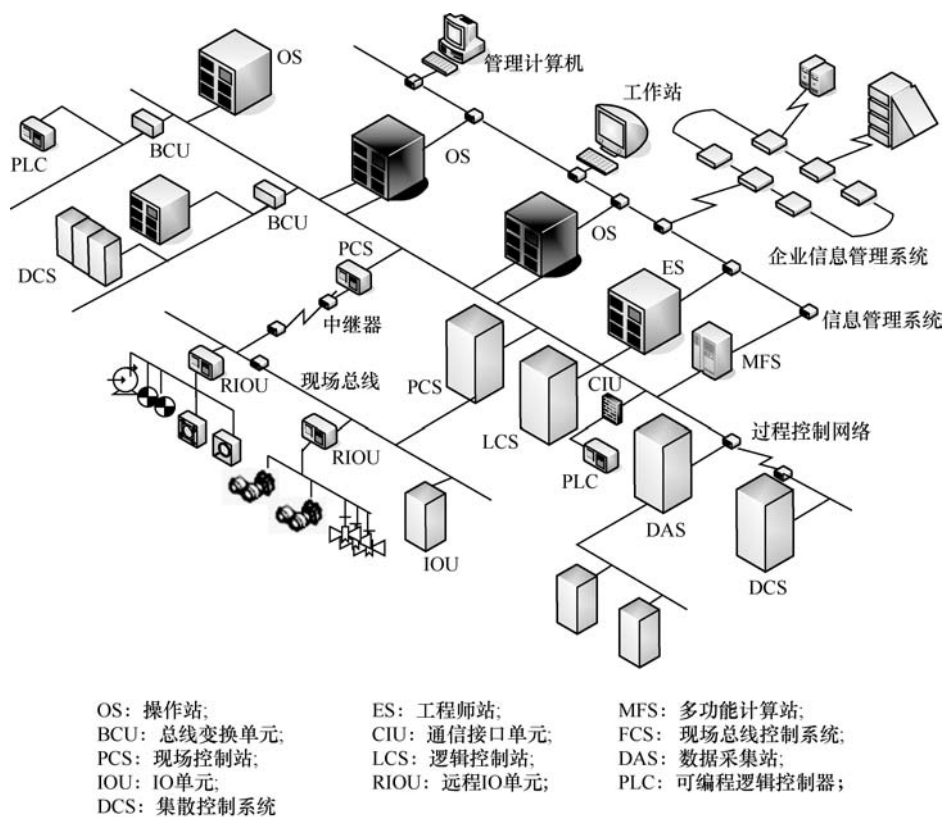 OS
管理计算机
工作站
PLC
BCU
OS
BCU
DCS
PCS
OS
ES
企业信息管理系统
中继器
信息管理系统
MFS
RIOU
现场总线
PCS
CIU
LCS
过程控制网络
RIOU
PLC
DAS
IOU
DCS
OS：操作站; ES：工程师站; MFS：多功能计算站;
BCU：总线变换单元; CIU：通信接口单元; FCS：现场总线控制系统;
PCS：现场控制站; LCS：逻辑控制站; DAS：数据采集站;
IOU：IO单元; RIOU：远程IO单元; PLC：可编程逻辑控制器；
DCS：集散控制系统